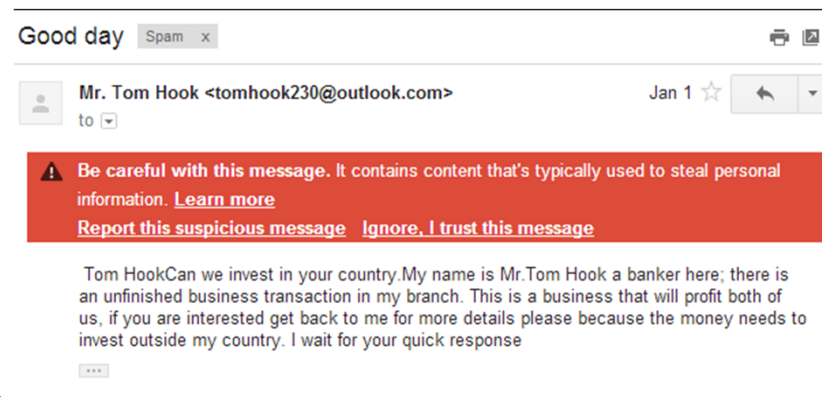 Good day Spam x
Mr. Tom Hook <tomhook230@outlook.com> Jan 1
to
Be careful with this message. It contains content that's typically used to steal personal
information. Learn more
Report this suspicious message Ignore, I trust this message
Tom HookCan we invest in your country.My name is Mr.Tom Hook a banker here; there is
an unfinished business transaction in my branch. This is a business that will profit both of
us, if you are interested get back to me for more details please because the money needs to
invest outside my country. I wait for your quick response
...